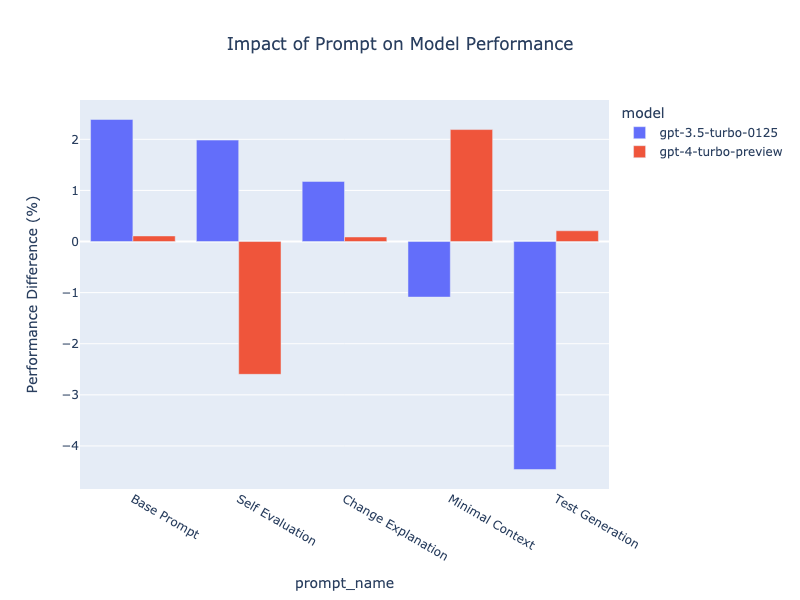 Impact of Prompt on Model Performance
model
gpt-3.5-turbo-0125
gpt-4-turbo-preview
Performance Difference (%)
2
1
0
−1
−2
−3
−4
Base Prompt
Self Evaluation
Change Explanation
Minimal Context
Test Generation
prompt_name